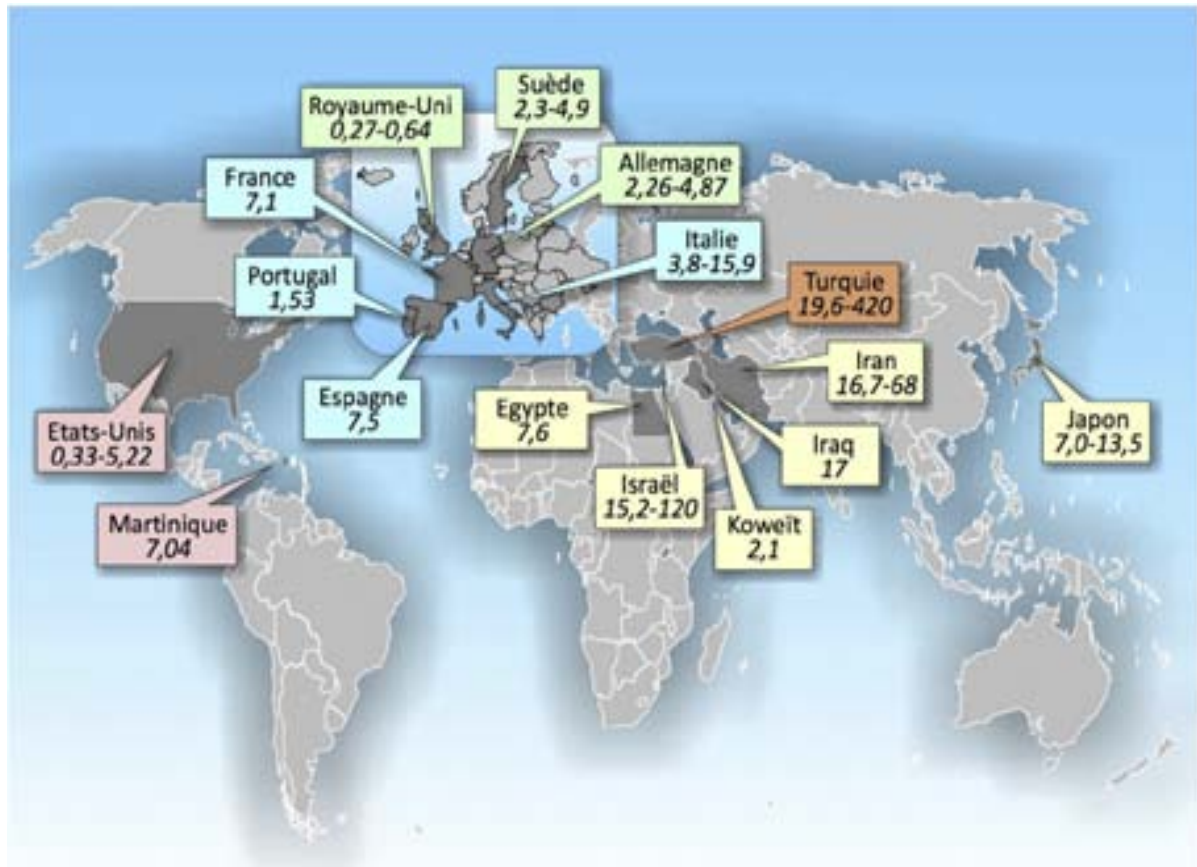 Suède
2,3-4,9
Royaume-Uni
0,27-0,64
Allemagne
2,26-4,87
France
7,1
Italie
3,8-15,9
Portugal
1,53
Turquie
19,6-420
Iran
16,7-68
Espagne
7,5
Egypte
7,6
Japon
7,0-13,5
Etats-Unis
0,33-5,22
Iraq
17
Israël
15,2-120
Koweït
2,1
Martinique
7,04